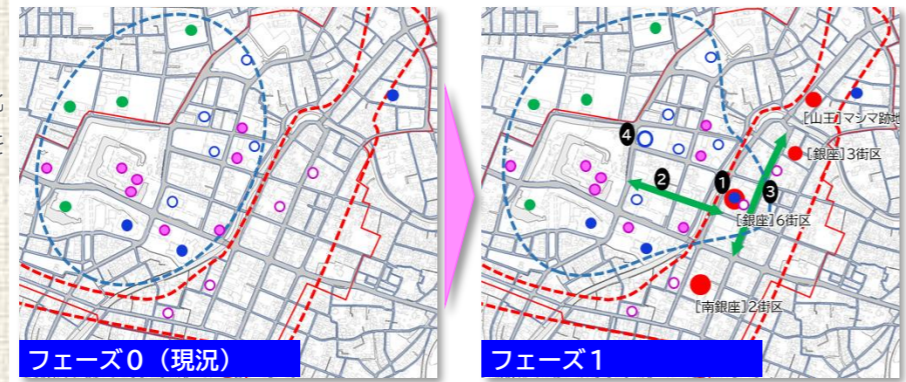 フェーズ0（現況）
[山王]マシマ跡地
[銀座]3街区
4
2
1
3
[銀座]6街区
[南銀座]2街区
フェーズ1